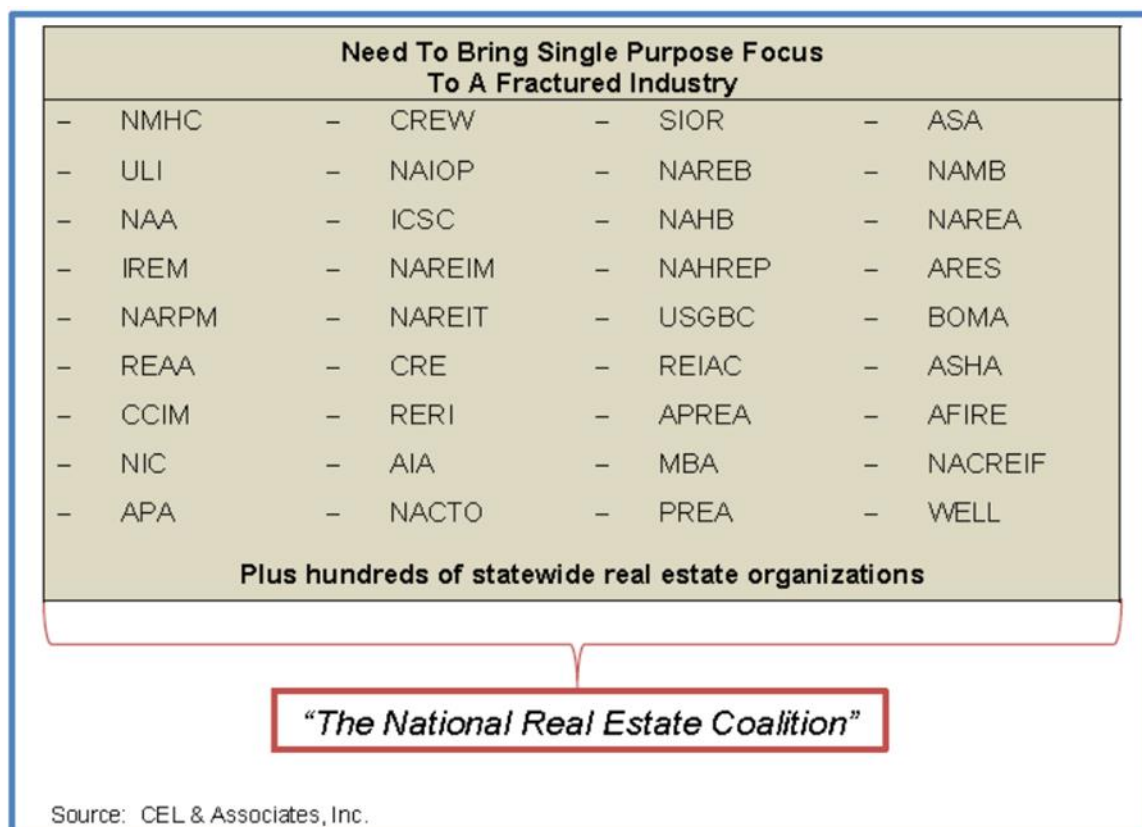 Need To Bring Single Purpose Focus
To A Fractured Industry
– NMHC – CREW – SIOR – ASA
– ULI – NAIOP – NAREB – NAMB
– NAA – ICSC – NAHB – NAREA
– IREM – NAREIM – NAHREP – ARES
– NARPM – NAREIT – USGBC – BOMA
– REAA – CRE – REIAC – ASHA
– CCIM – RERI – APREA – AFIRE
– NIC – AIA – MBA – NACREIF
– APA – NACTO – PREA – WELL
Plus hundreds of statewide real estate organizations
“The National Real Estate Coalition”
Source: CEL & Associates, Inc.